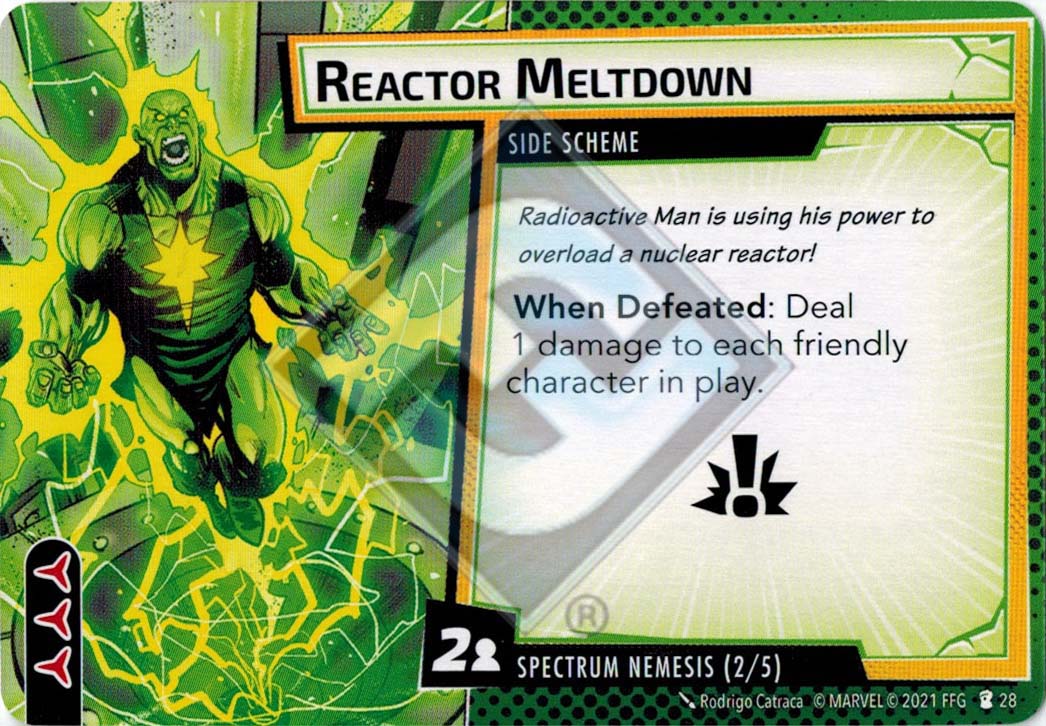 REACTOR MELTDOWN
SIDE SCHEME
Radioactive Man is using his power to
overload a nuclear reactor!
When Defeated: Deal
1 damage to each friendly
character in play.
2
SPECTRUM NEMESIS (2/5)
Rodrigo Catraca © MARVEL © 2021 FFG 28
®